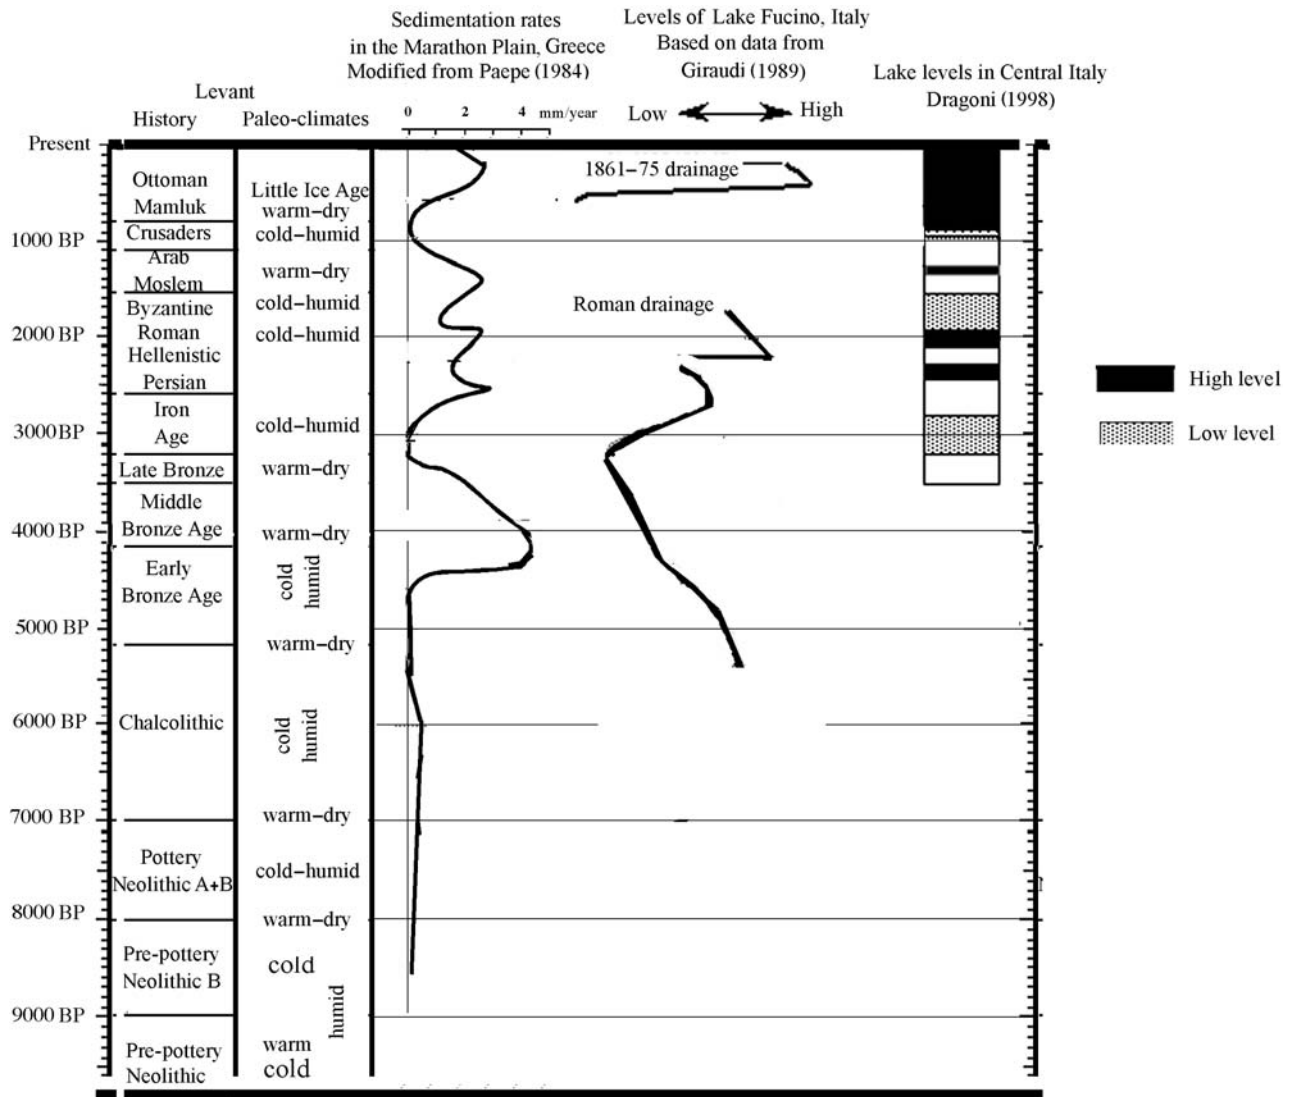 Sedimentation rates
in the Marathon Plain, Greece
Modified from Paepe (1984)
Levels of Lake Fucino, Italy
Based on data from
Giraudi (1989)
Lake levels in Central Italy
Dragoni (1998)
Levant
History
Paleo-climates
0 2 4 mm/year
Low High
Present
1000 BP
2000 BP
3000BP
4000 BP
5000 BP
6000 BP
7000 BP
8000 BP
9000 BP
Ottoman
Mamluk
Crusaders
Arab
Moslem
Byzantine
Roman
Hellenistic
Persian
Iron
Age
Late Bronze
Middle
Bronze Age
Early
Bronze Age
Chalcolithic
Pottery
Neolithic A+B
Pre-pottery
Neolithic B
Pre-pottery
Neolithic
Little Ice Age
warm-dry
cold-humid
warm-dry
cold-humid
cold-humid
cold-humid
warm-dry
warm-dry
cold
humid
warm-dry
cold
humid
warm-dry
cold-humid
warm-dry
cold
humid
warm
cold
1861-75 drainage
Roman drainage
High level
Low level